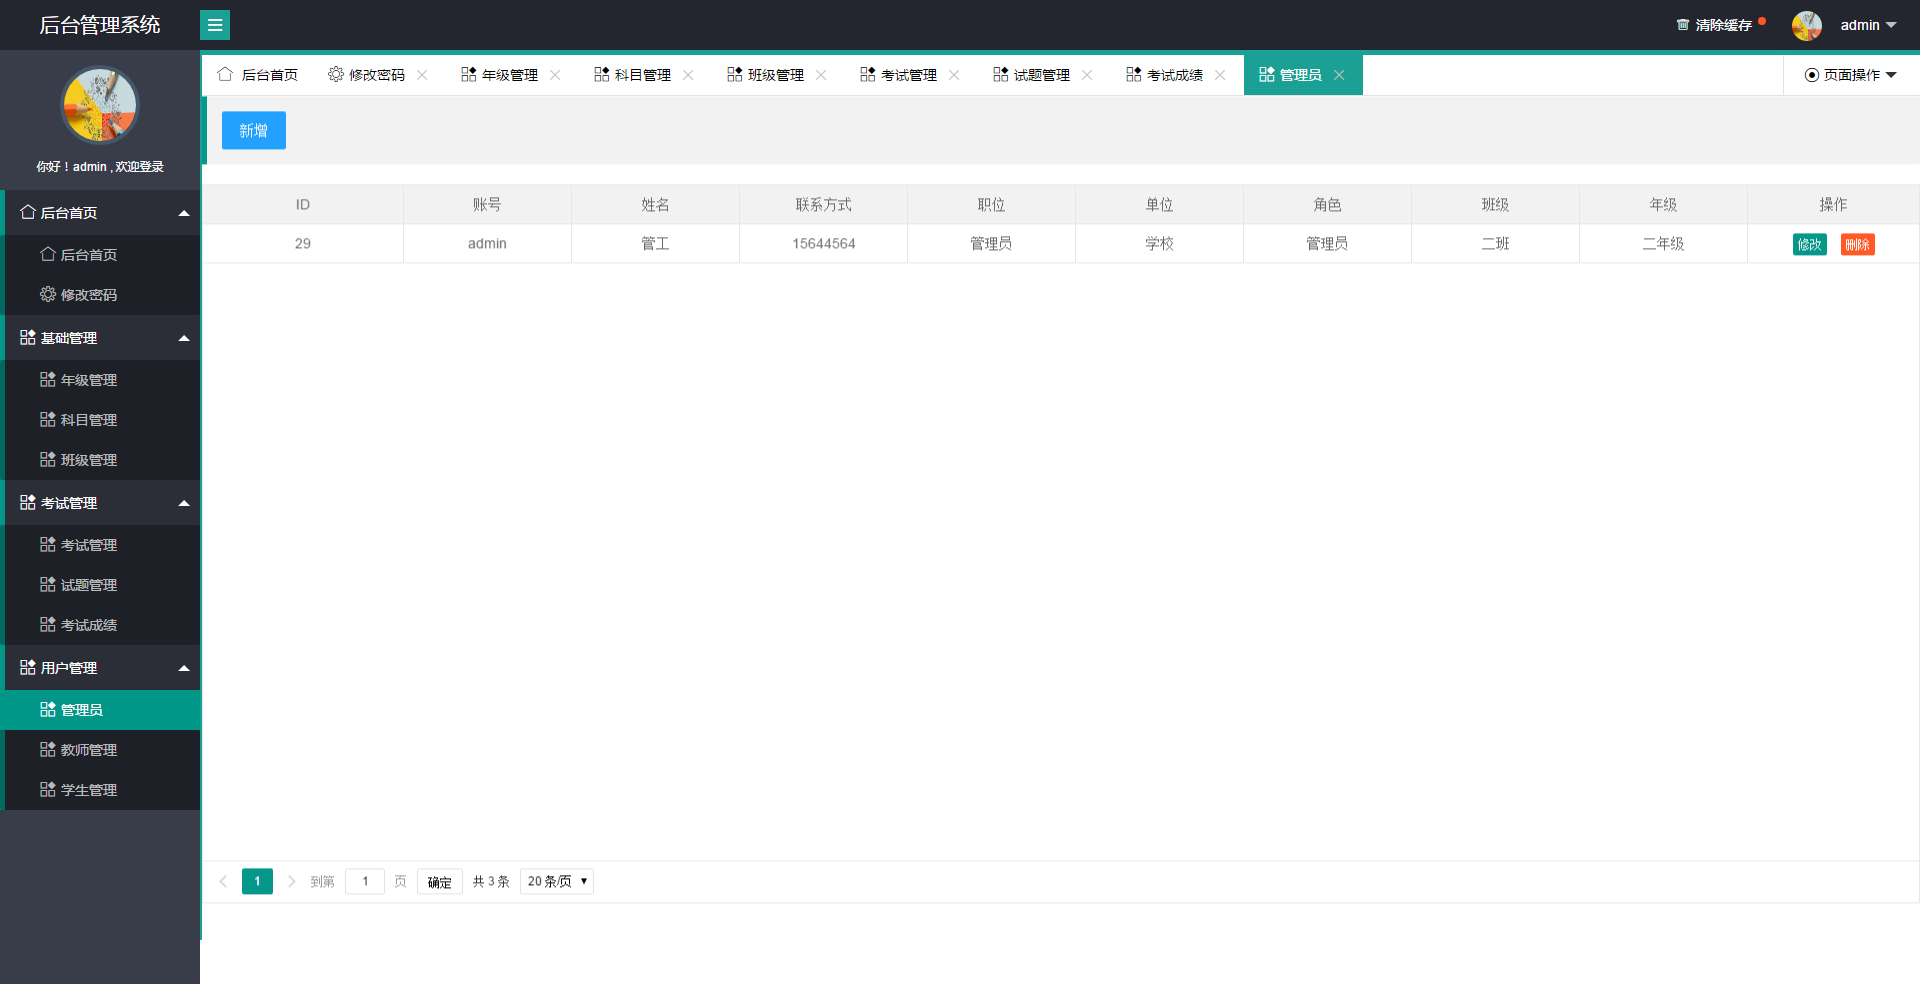 后台管理系统
清除缓存
admin
后台首页 修改密码 年级管理 科目管理 班级管理 考试管理 试题管理 考试成绩 管理员 页面操作
你好！admin , 欢迎登录
后台首页
后台首页
修改密码
基础管理
年级管理
科目管理
班级管理
考试管理
考试管理
试题管理
考试成绩
用户管理
管理员
教师管理
学生管理
新增
ID 账号 姓名 联系方式 职位 单位 角色 班级 年级 操作
29 admin 管工 15644564 管理员 学校 管理员 二班 二年级 修改 删除
1 到第 1 页 确定 共 3 条 20 条/页